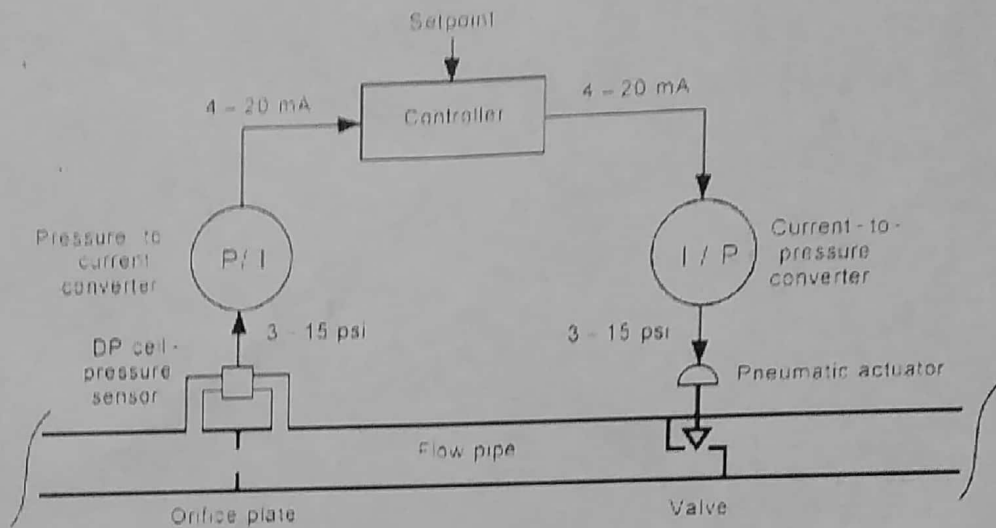 Setpoint
4 - 20 mA
Controller
4 - 20 mA
Pressure to
current
converter
P/I
I / P
Current - to -
pressure
converter
DP cell -
pressure
sensor
3 - 15 psi
3 - 15 psi
Pneumatic actuator
Flow pipe
Orifice plate
Valve